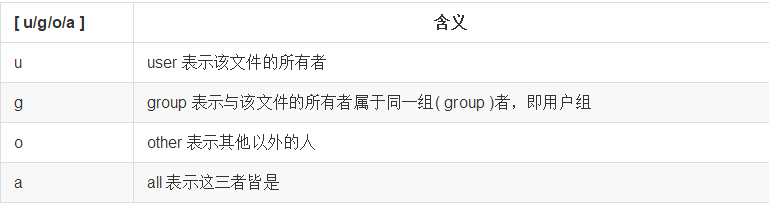 [ u/g/o/a ] 含义
u user 表示该文件的所有者
g group 表示与该文件的所有者属于同一组( group )者，即用户组
o other 表示其他以外的人
a all 表示这三者皆是